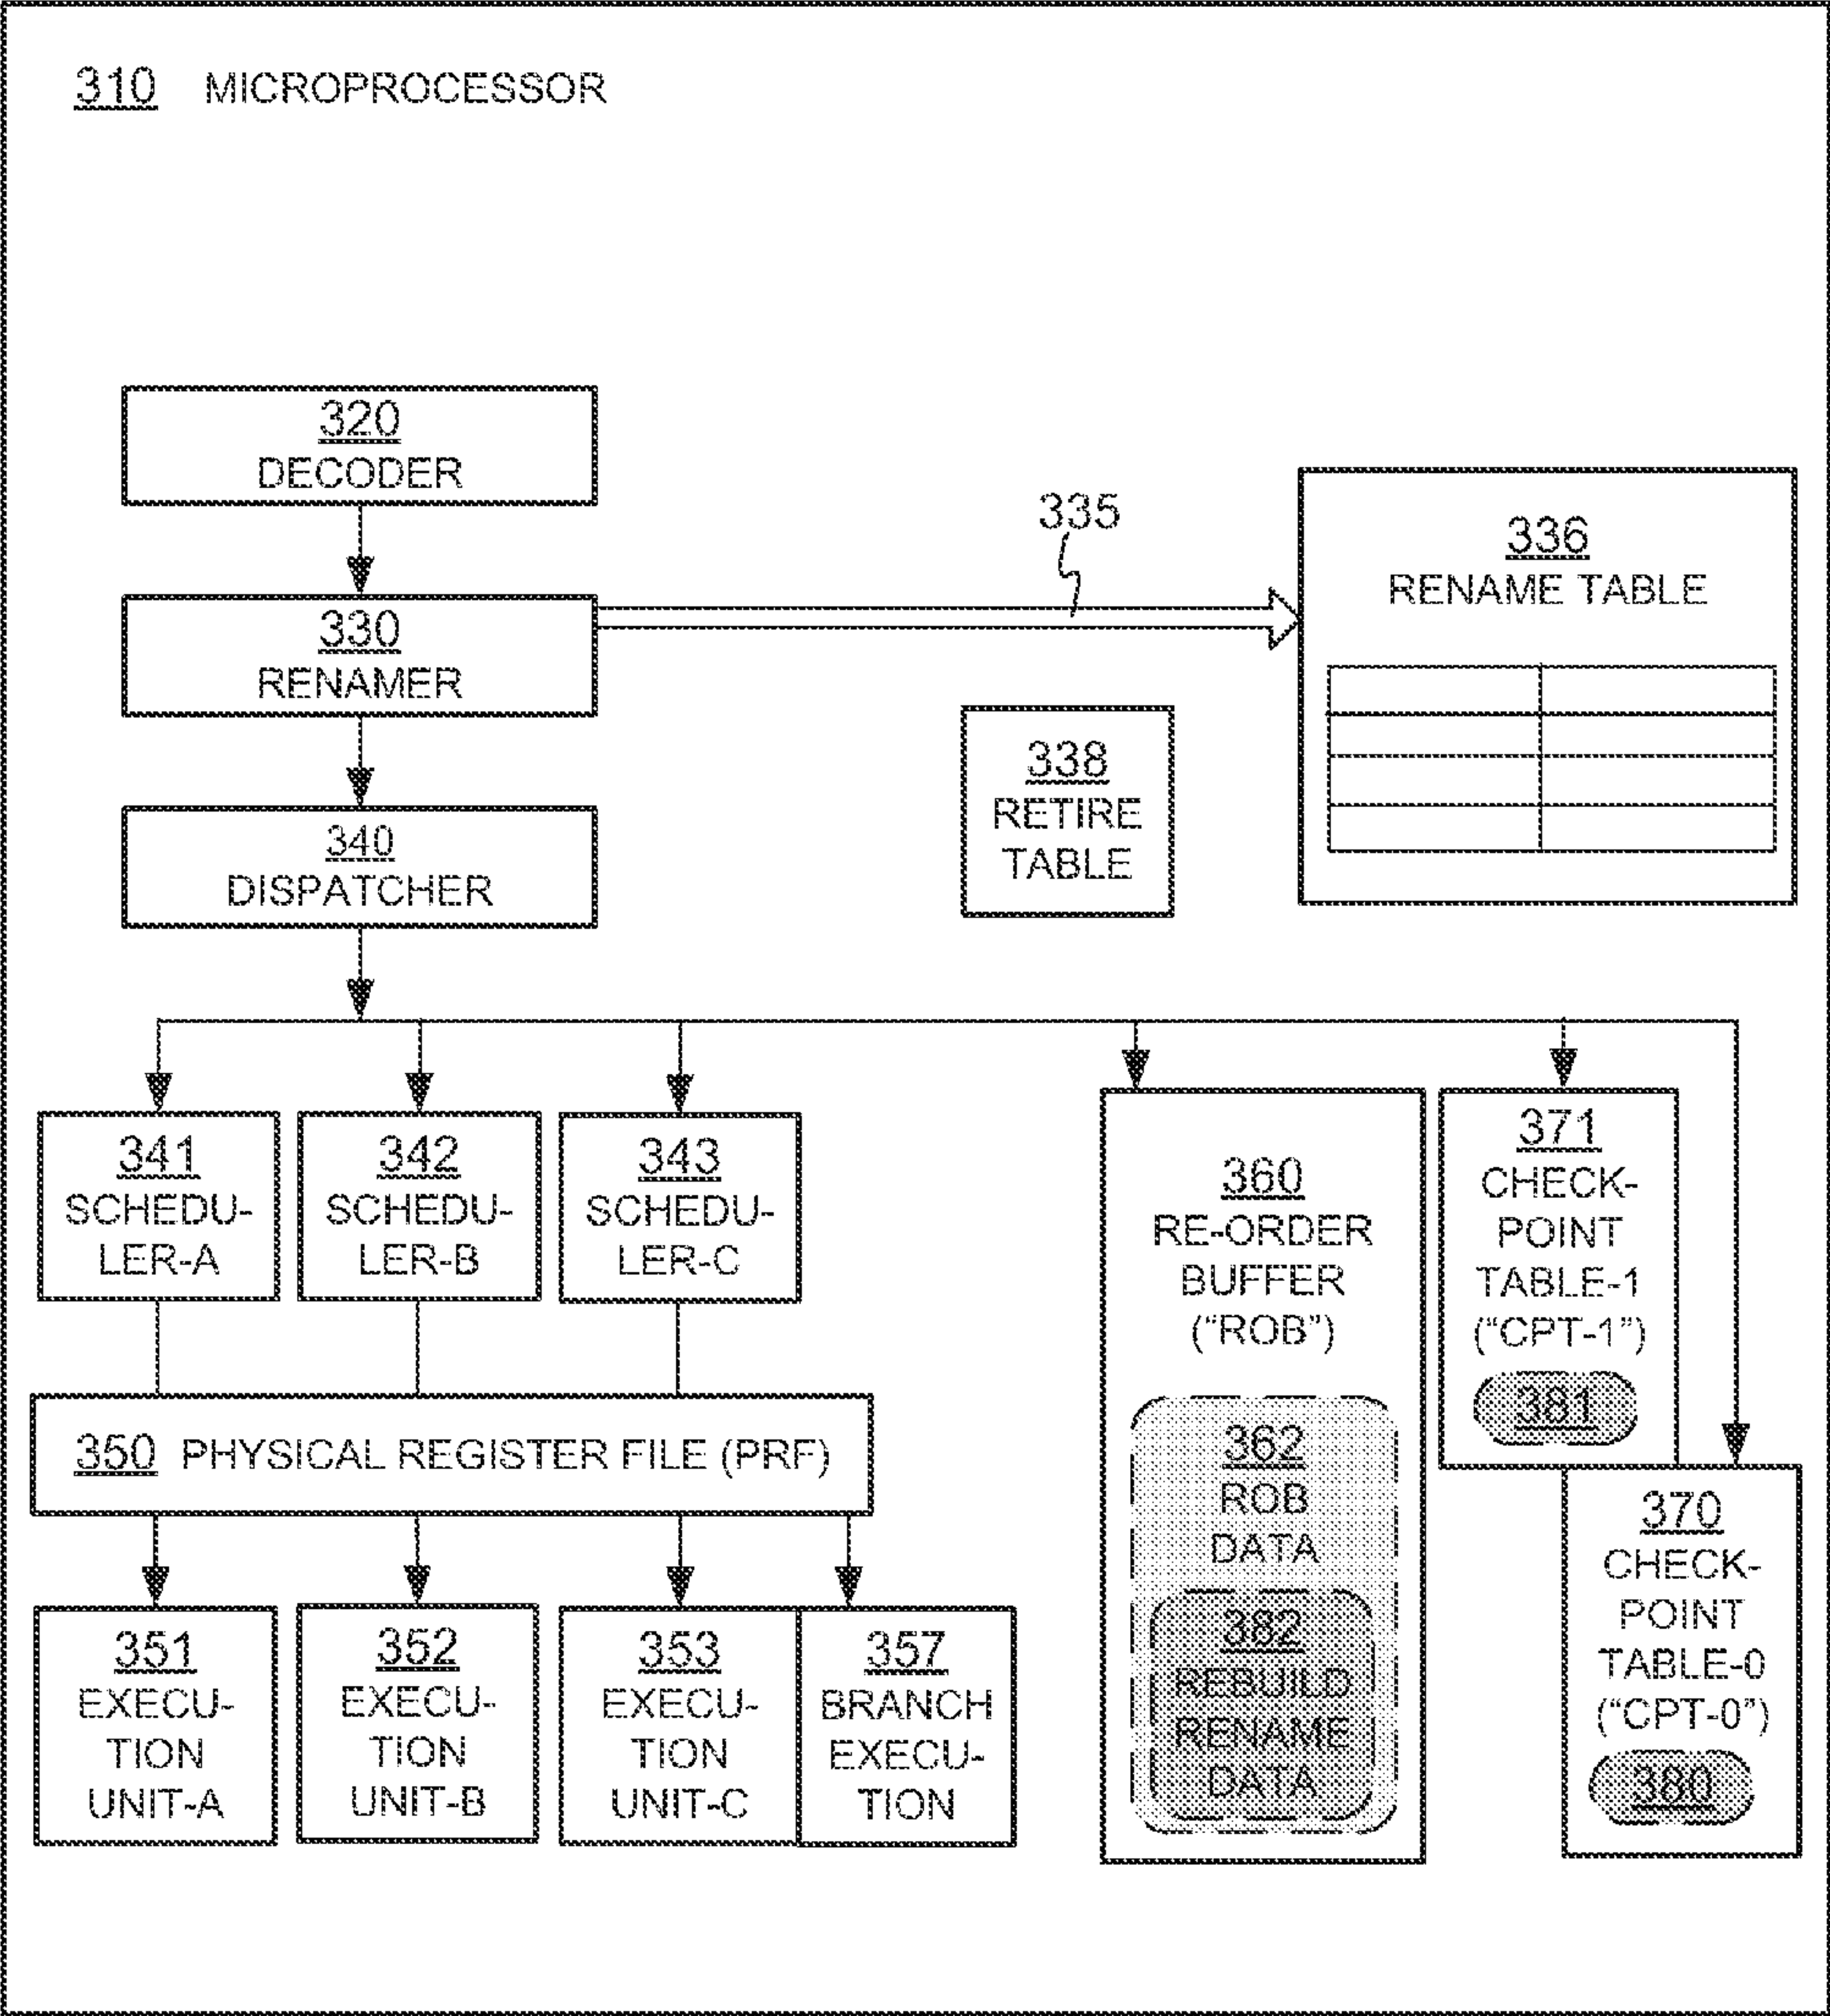 310 MICROPROCESSOR
320
DECODER
335
336
RENAME TABLE
330
RENAMER
338
RETIRE
TABLE
340
DISPATCHER
341
SCHEDU-
LER-A
342
SCHEDU-
LER-B
343
SCHEDU-
LER-C
360
RE-ORDER
BUFFER
("ROB")
371
CHECK-
POINT
TABLE-1
("CPT-1")
381
350 PHYSICAL REGISTER FILE (PRF)
362
ROB
DATA
382
REBUILD
RENAME
DATA
370
CHECK-
POINT
TABLE-0
("CPT-0")
380
351
EXECU-
TION
UNIT-A
352
EXECU-
TION
UNIT-B
353
EXECU-
TION
UNIT-C
357
BRANCH
EXECU-
TION